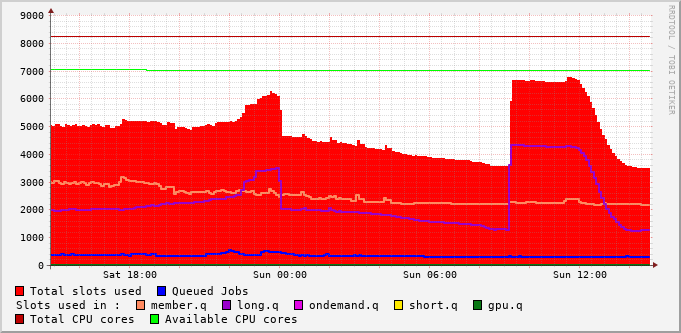 9000
8000
7000
6000
5000
4000
3000
2000
1000
0
Sat 18:00 Sun 00:00 Sun 06:00 Sun 12:00
Total slots used Queued Jobs
Slots used in : member.q long.q ondemand.q short.q gpu.q
Total CPU cores Available CPU cores
RRDTOOL / TOBI OETIKER